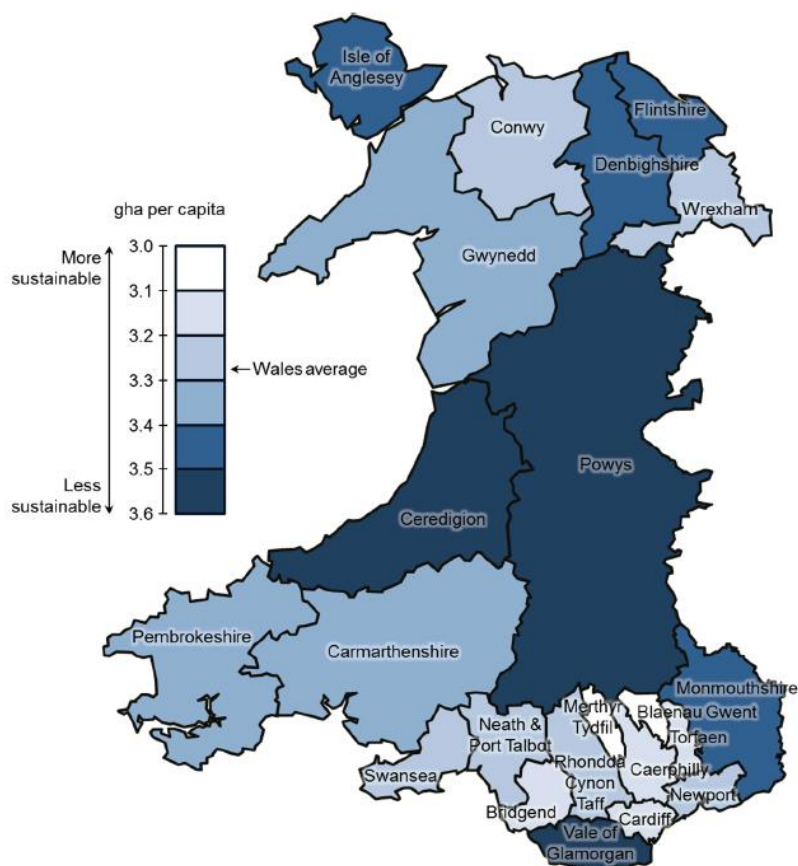 Isle of
Anglesey
Flintshire
Conwy
Denbighshire
Wrexham
gha per capita
More
sustainable
3.0
3.1
3.2
3.3
3.4
3.5
3.6
Wales average
Less
sustainable
Gwynedd
Powys
Ceredigion
Pembrokeshire
Carmarthenshire
Monmouthshire
Merthyr
Tydfil
Blaenau Gwent
Torfaen
Neath &
Port Talbot
Rhondda
Cynon
Taff
Caerphilly
Swansea
Newport
Bridgend
Cardiff
Vale of
Glamorgan